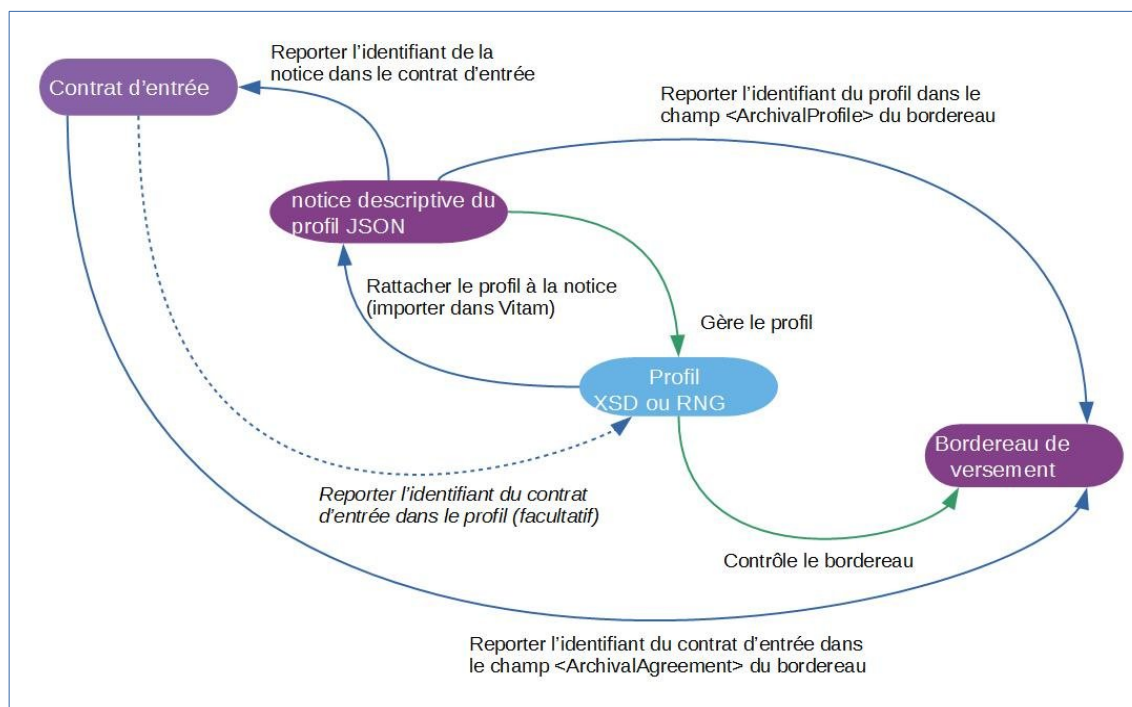 Reporter l’identifiant de la
notice dans le contrat d’entrée
Contrat d’entrée
Reporter l’identifiant du profil dans le
champ <ArchivalProfile> du bordereau
notice descriptive du
profil JSON
Rattacher le profil à la notice
(importer dans Vitam)
Gère le profil
Profil
XSD ou RNG
Bordereau de
versement
Reporter l’identifiant du contrat
d’entrée dans le profil (facultatif)
Contrôle le bordereau
Reporter l’identifiant du contrat d’entrée dans
le champ <ArchivalAgreement> du bordereau